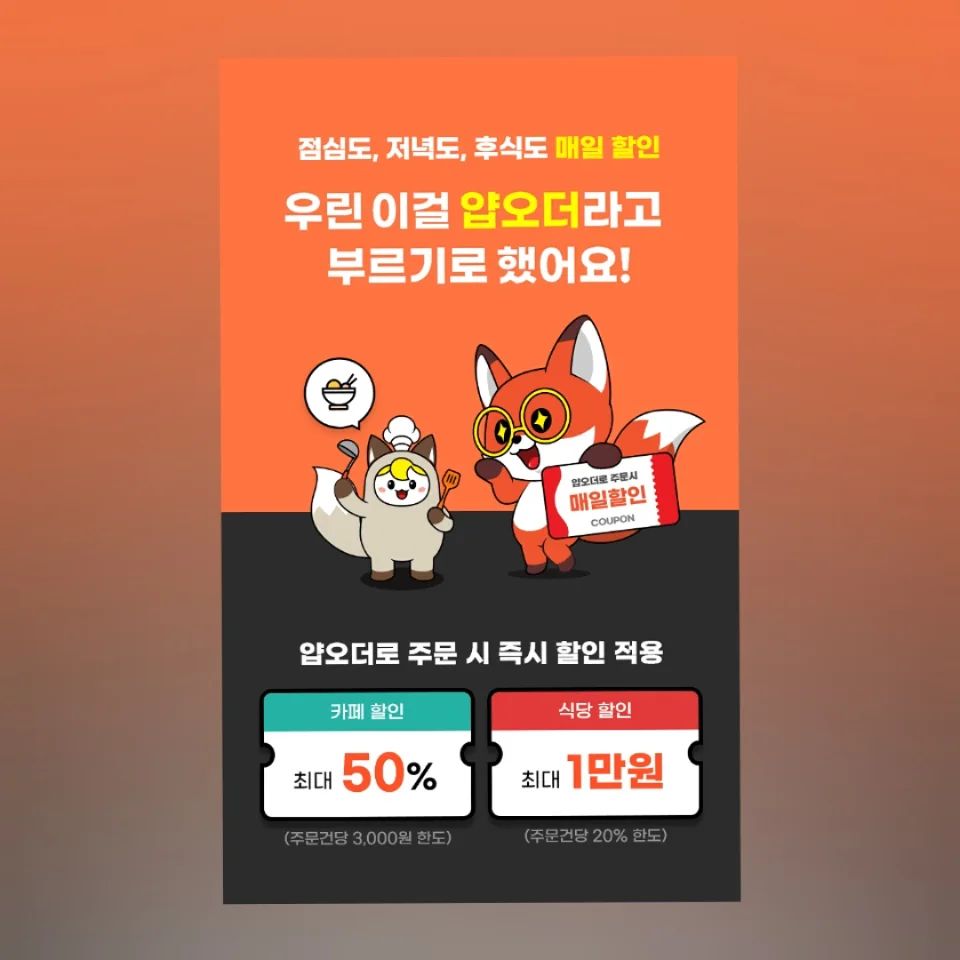 점심도, 저녁도, 후식도 매일 할인
우린 이걸 얍오더라고
부르기로 했어요!
얍오더로 주문시
매일할인
COUPON
얍오더로 주문 시 즉시 할인 적용
카페 할인
최대 50%
(주문건당 3,000원 한도)
식당 할인
최대 1만원
(주문건당 20% 한도)